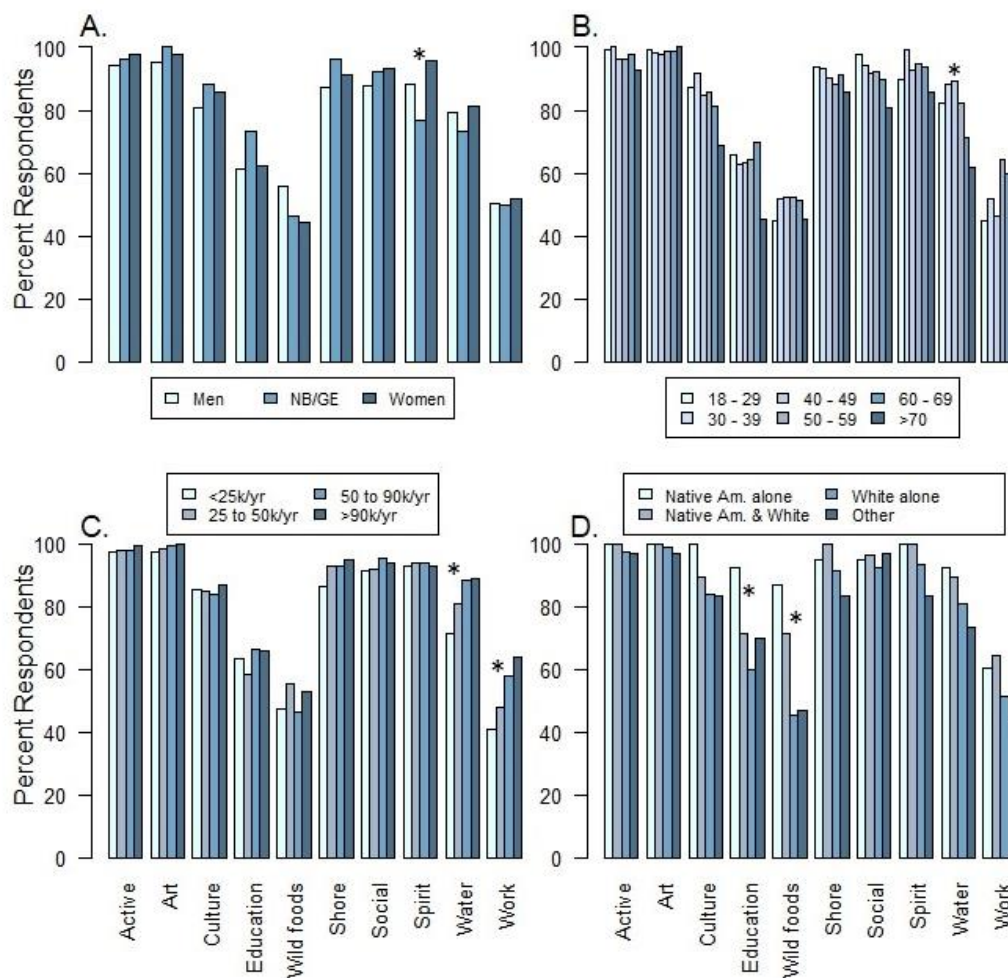 A.
Percent Respondents
100
80
60
40
20
0
*
Men NB/GE Women
B.
100
80
60
40
20
0
*
18 - 29 40 - 49 60 - 69
30 - 39 50 - 59 >70
<25k/yr 50 to 90k/yr
25 to 50k/yr >90k/yr
C.
Percent Respondents
100
80
60
40
20
0
*
*
Active
Art
Culture
Education
Wild foods
Shore
Social
Spirit
Water
Work
Native Am. alone White alone
Native Am. & White Other
D.
100
80
60
40
20
0
*
*
Active
Art
Culture
Education
Wild foods
Shore
Social
Spirit
Water
Work